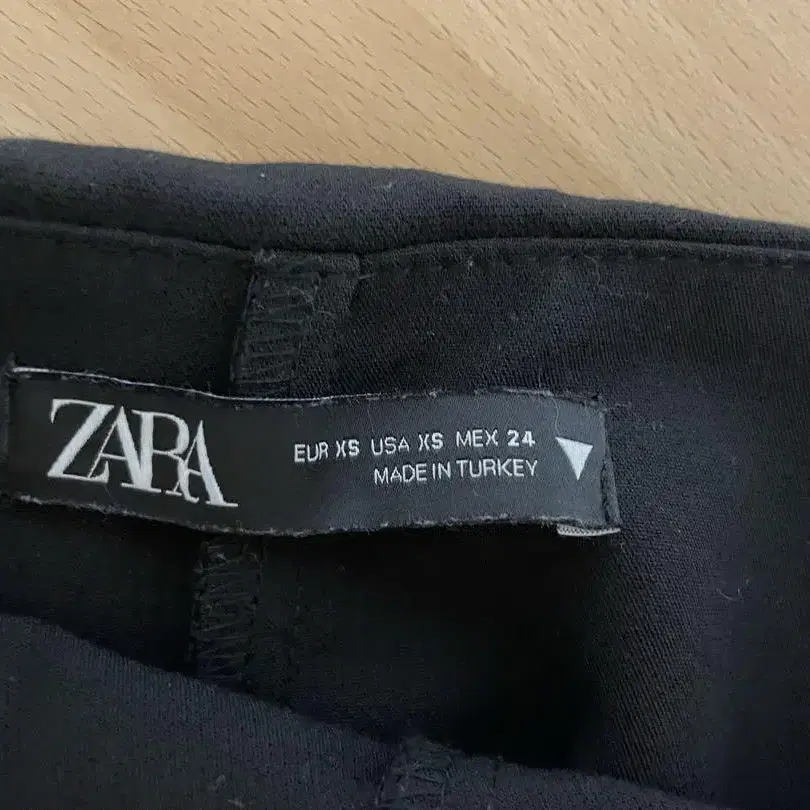 ZARA
EUR XS USA XS MEX 24
MADE IN TURKEY